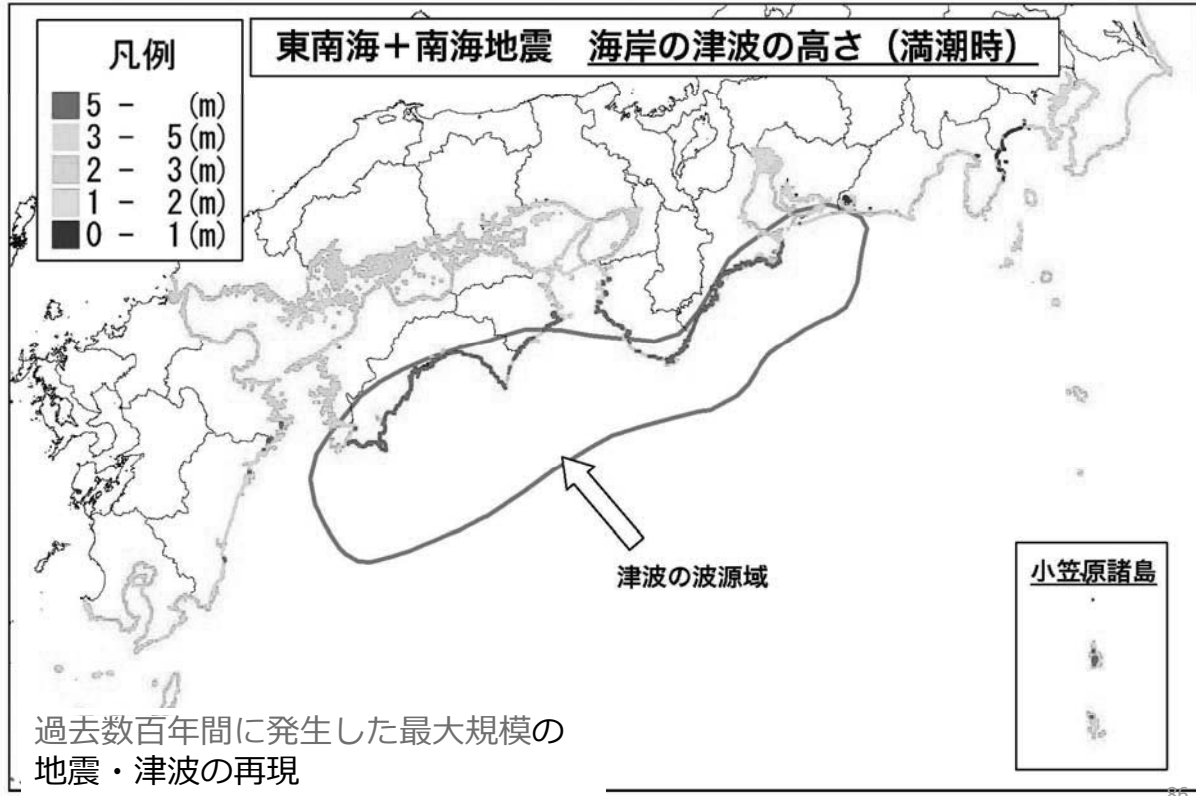 東南海+南海地震 海岸の津波の高さ（満潮時）
凡例
5 - (m)
3 - 5(m)
2 - 3(m)
1 - 2(m)
0 - 1(m)
津波の波源域
小笠原諸島
過去数百年間に発生した最大規模の
地震・津波の再現
86